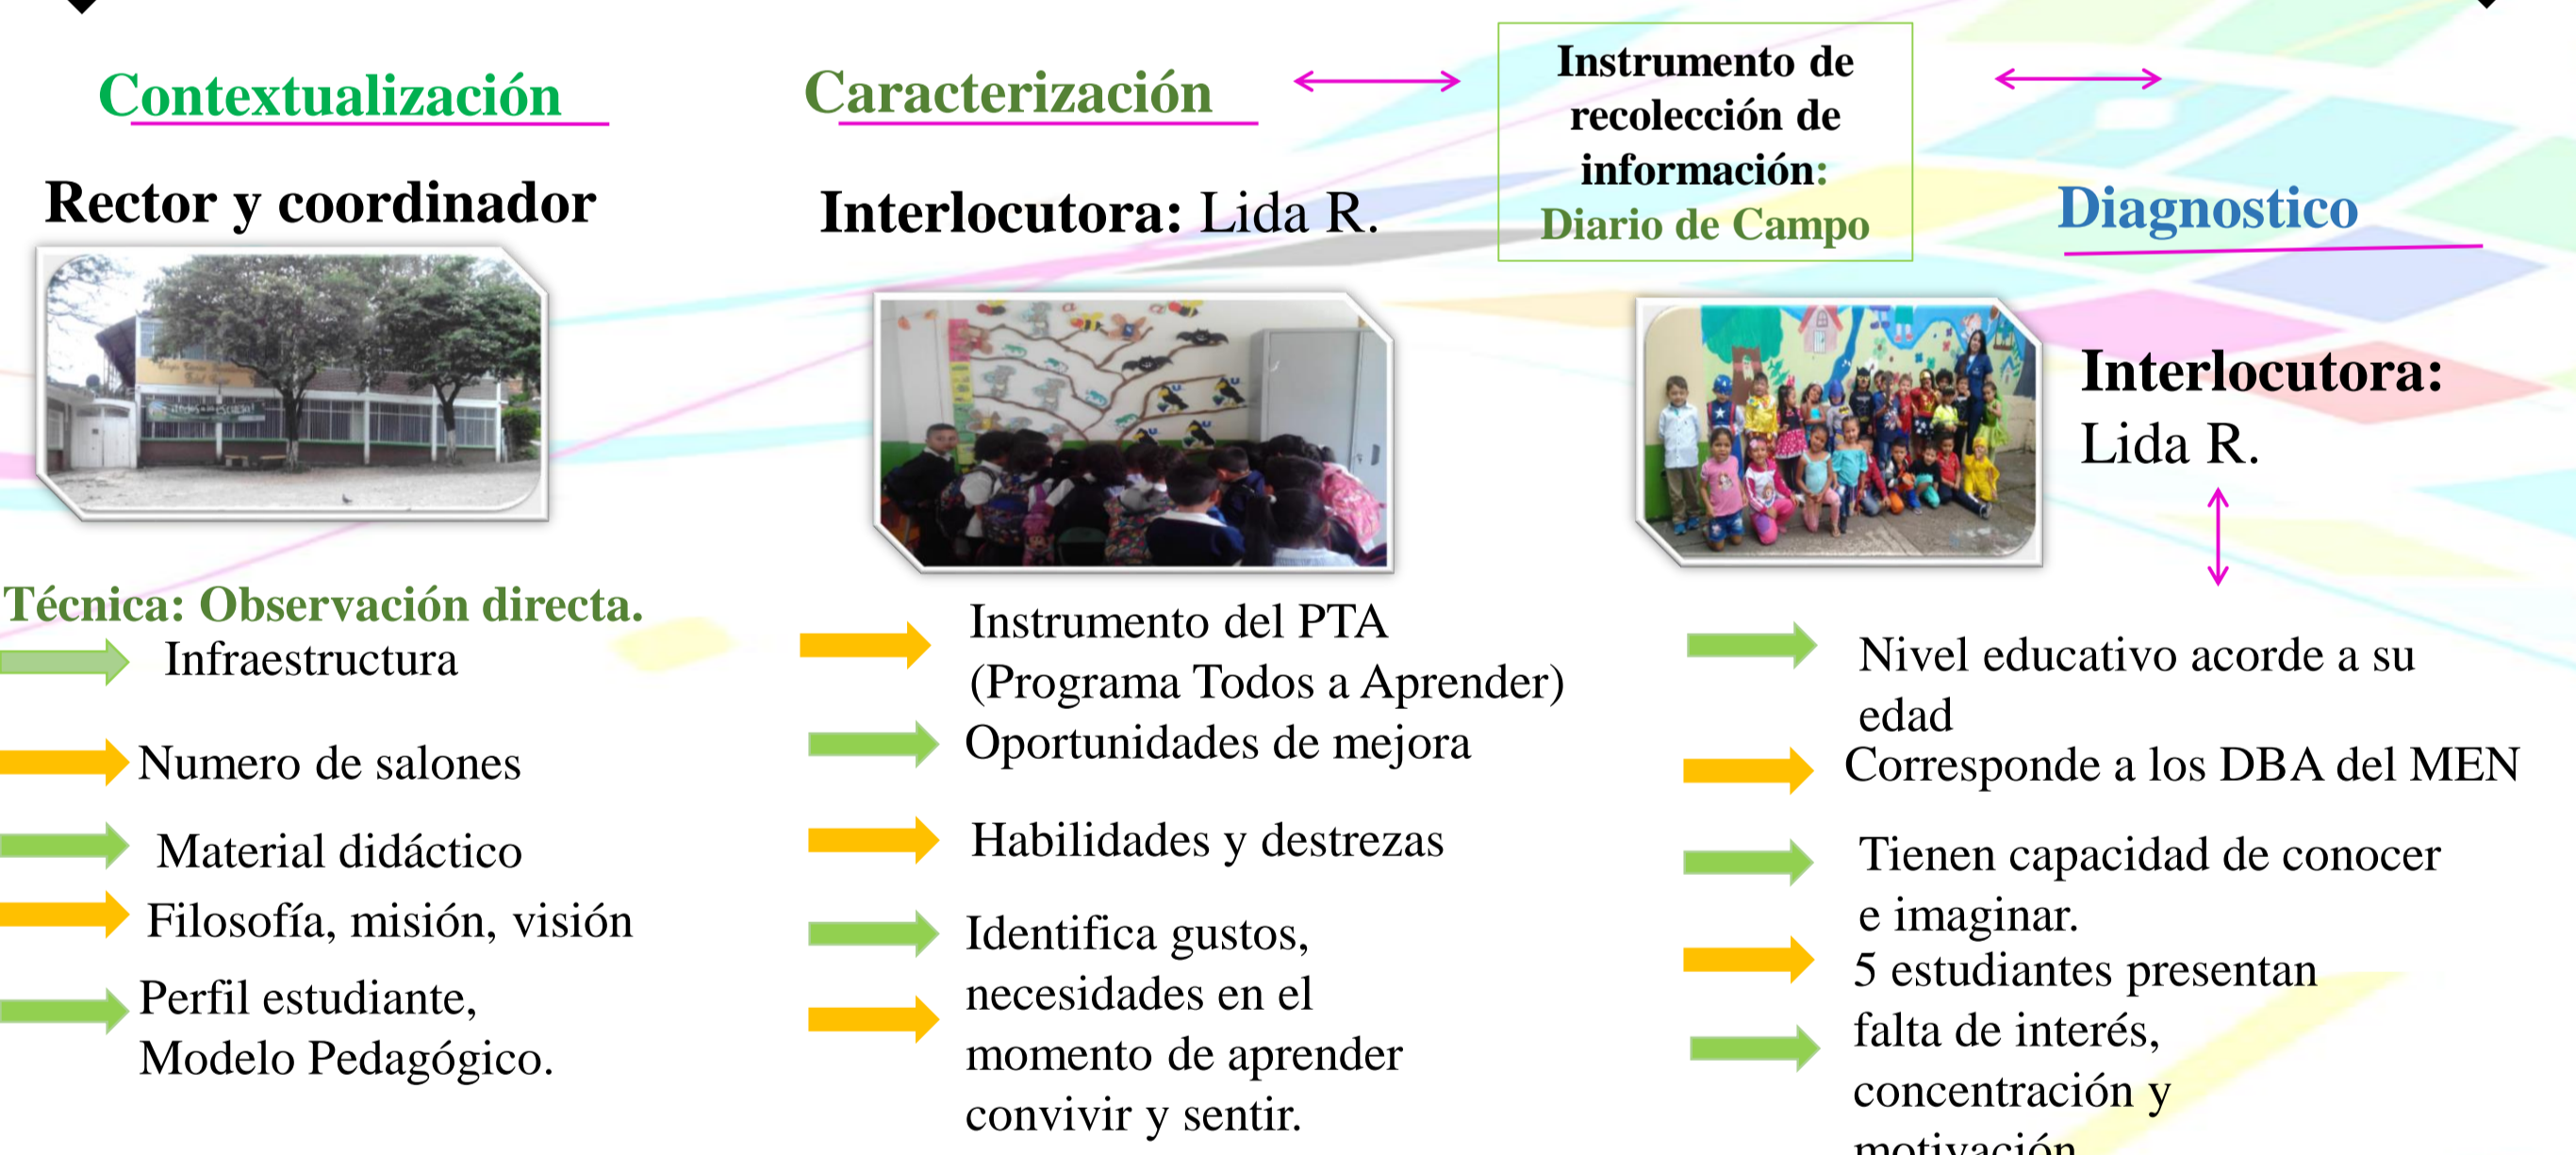 Contextualización
Rector y coordinador
Técnica: Observación directa.
Infraestructura
Numero de salones
Material didáctico
Filosofía, misión, visión
Perfil estudiante,
Modelo Pedagógico.
Caracterización
Interlocutora: Lida R.
Instrumento del PTA
(Programa Todos a Aprender)
Oportunidades de mejora
Habilidades y destrezas
Identifica gustos,
necesidades en el
momento de aprender
convivir y sentir.
Instrumento de
recolección de
información:
Diario de Campo
Diagnostico
Interlocutora:
Lida R.
Nivel educativo acorde a su
edad
Corresponde a los DBA del MEN
Tienen capacidad de conocer
e imaginar.
5 estudiantes presentan
falta de interés,
concentración y
motivación